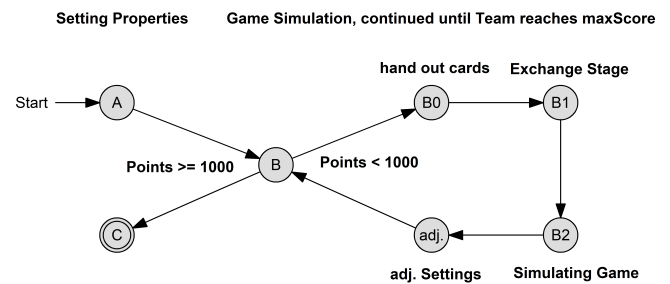 Setting Properties
Game Simulation, continued until Team reaches maxScore
hand out cards
Exchange Stage
Start
A
B0
B1
Points >= 1000
B
Points < 1000
C
adj.
B2
adj. Settings
Simulating Game